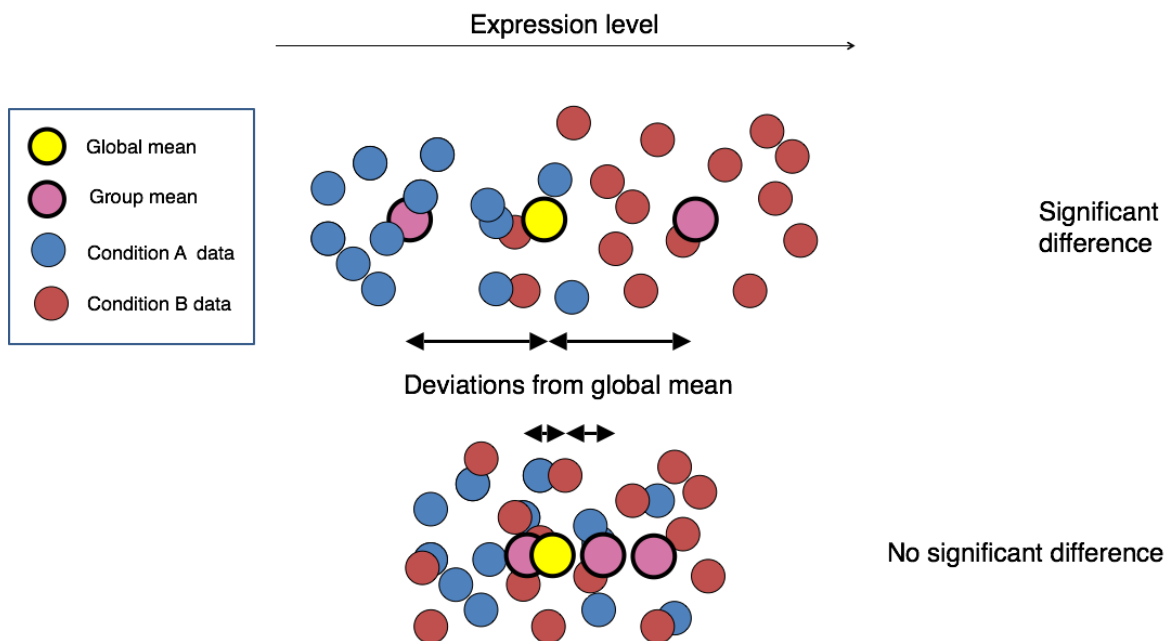 Expression level
Global mean
Group mean
Condition A data
Condition B data
Significant
difference
Deviations from global mean
No significant difference